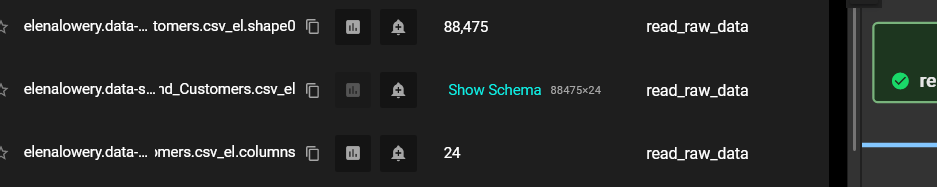 elenalowery.data-... tomers.csv_el.shape0 88,475 read_raw_data
elenalowery.data-s... nd_Customers.csv_el Show Schema 88475×24 read_raw_data re
elenalowery.data-... omers.csv_el.columns 24 read_raw_data